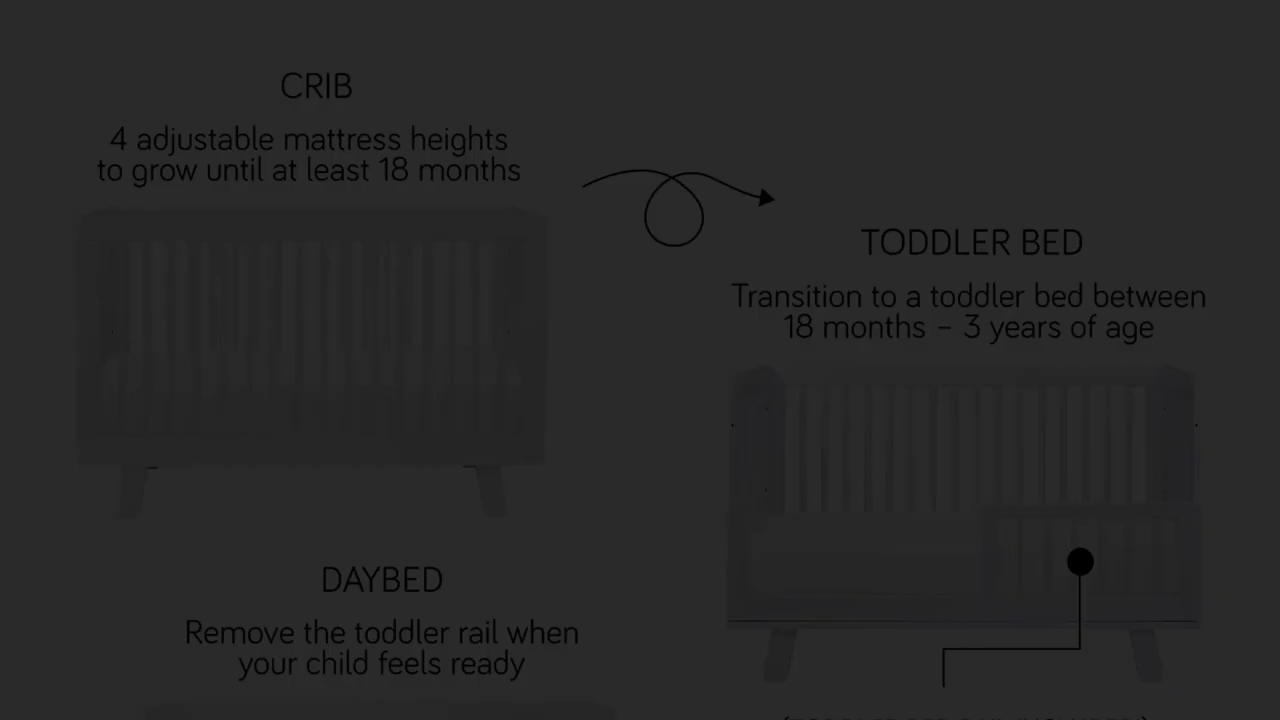 CRIB
4 adjustable mattress heights
to grow until at least 18 months
TODDLER BED
Transition to a toddler bed between
18 months – 3 years of age
DAYBED
Remove the toddler rail when
your child feels ready